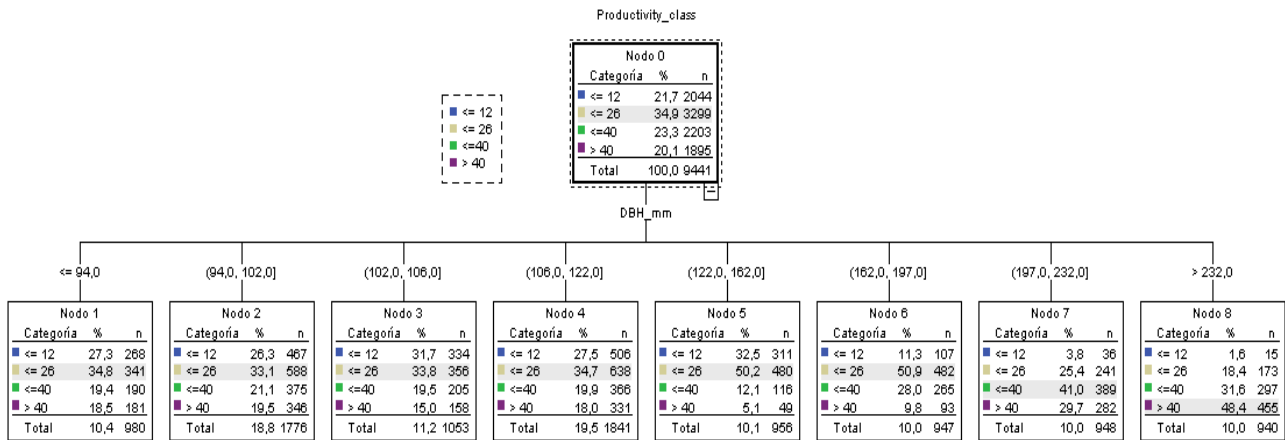 Productivity_class
Nodo 0
Categoría % n
<= 12 21,7 2044
<= 26 34,9 3299
<=40 23,3 2203
> 40 20,1 1895
Total 100,0 9441
<= 12
<= 26
<=40
> 40
DBH_mm
<= 94,0
(94,0, 102,0]
(102,0, 106,0]
(106,0, 122,0]
(122,0, 162,0]
(162,0, 197,0]
(197,0, 232,0]
> 232,0
Nodo 1
Categoría % n
<= 12 27,3 268
<= 26 34,8 341
<=40 19,4 190
> 40 18,5 181
Total 10,4 980
Nodo 2
Categoría % n
<= 12 26,3 467
<= 26 33,1 588
<=40 21,1 375
> 40 19,5 346
Total 18,8 1776
Nodo 3
Categoría % n
<= 12 31,7 334
<= 26 33,8 356
<=40 19,5 205
> 40 15,0 158
Total 11,2 1053
Nodo 4
Categoría % n
<= 12 27,5 506
<= 26 34,7 638
<=40 19,9 366
> 40 18,0 331
Total 19,5 1841
Nodo 5
Categoría % n
<= 12 32,5 311
<= 26 50,2 480
<=40 12,1 116
> 40 5,1 49
Total 10,1 956
Nodo 6
Categoría % n
<= 12 11,3 107
<= 26 50,9 482
<=40 28,0 265
> 40 9,8 93
Total 10,0 947
Nodo 7
Categoría % n
<= 12 3,8 36
<= 26 25,4 241
<=40 41,0 389
> 40 29,7 282
Total 10,0 948
Nodo 8
Categoría % n
<= 12 1,6 15
<= 26 18,4 173
<=40 31,6 297
> 40 48,4 455
Total 10,0 940